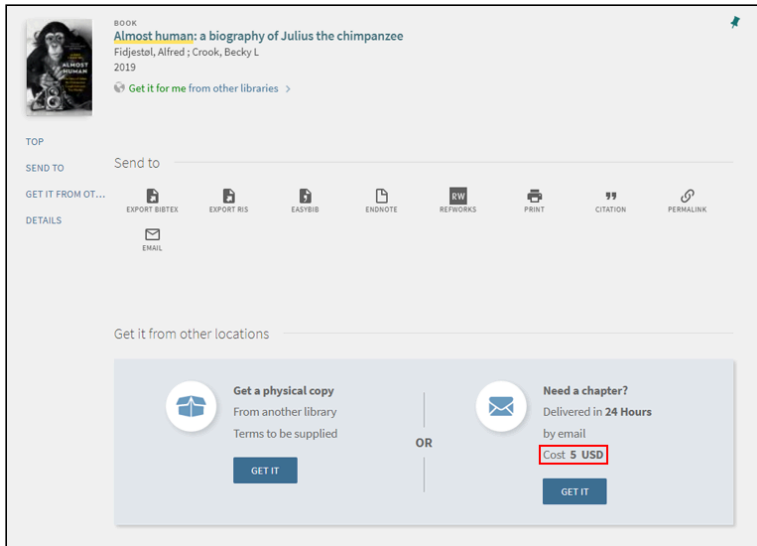 BOOK
Almost human: a biography of Julius the chimpanzee
Fidjestøl, Alfred ; Crook, Becky L
2019
Get it for me from other libraries >
ALMOST
HUMAN
TOP
SEND TO
GET IT FROM OT...
DETAILS
Send to
EXPORT BIBTEX
EXPORT RIS
EASYBIB
ENDNOTE
RW
REFWORKS
PRINT
CITATION
PERMALINK
EMAIL
Get it from other locations
Get a physical copy
From another library
Terms to be supplied
GET IT
OR
Need a chapter?
Delivered in 24 Hours
by email
Cost 5 USD
GET IT